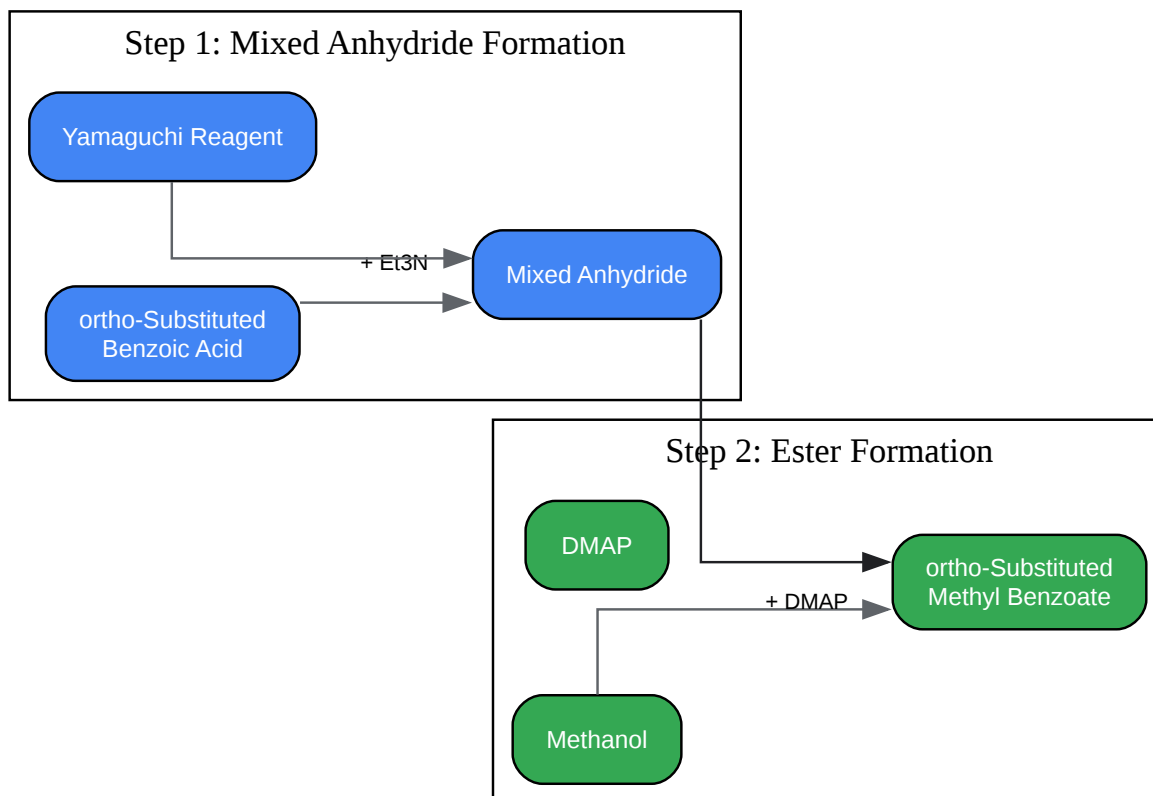 Step 1: Mixed Anhydride Formation
Yamaguchi Reagent
+ Et3N
Mixed Anhydride
ortho-Substituted
Benzoic Acid
Step 2: Ester Formation
DMAP
ortho-Substituted
Methyl Benzoate
+ DMAP
Methanol